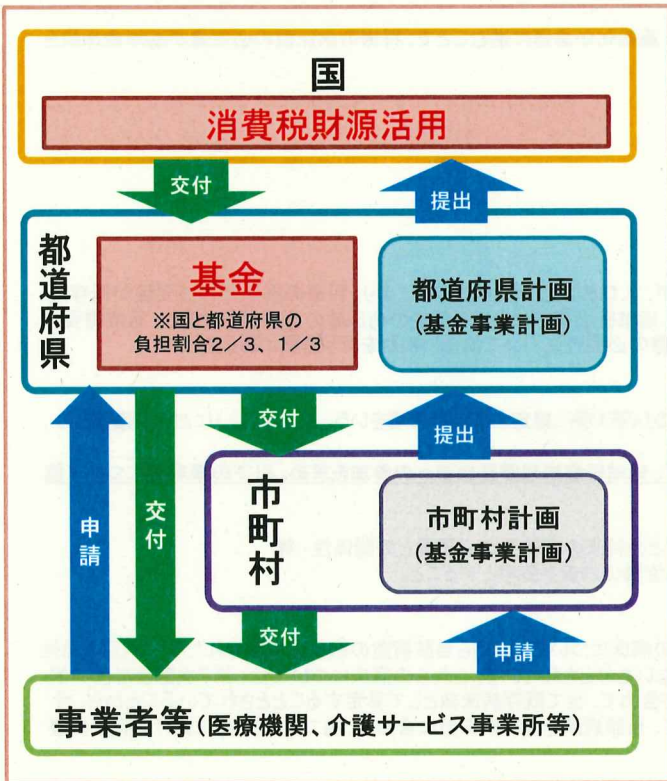 国
消費税財源活用
交付
提出
都道府県
基金
※国と都道府県の
負担割合2/3、1/3
都道府県計画
(基金事業計画)
交付
提出
申請
交付
市町村
市町村計画
(基金事業計画)
交付
申請
事業者等(医療機関、介護サービス事業所等)